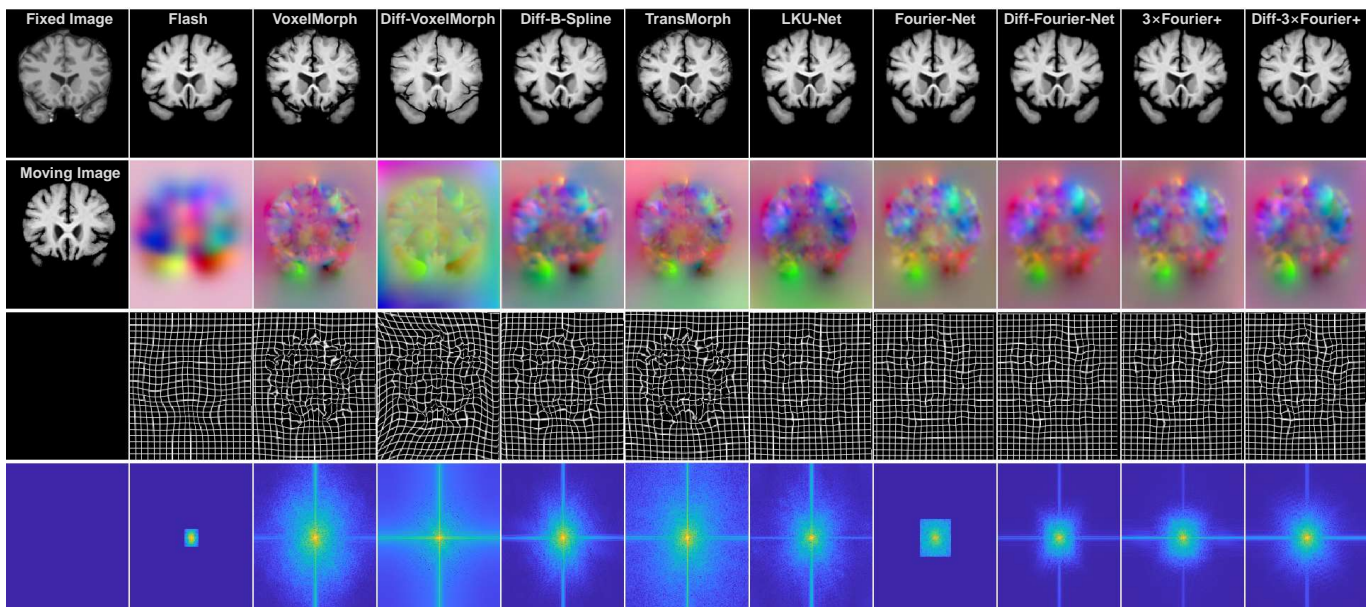 Fixed Image
Flash
VoxelMorph
Diff-VoxelMorph
Diff-B-Spline
TransMorph
LKU-Net
Fourier-Net
Diff-Fourier-Net
3×Fourier+
Diff-3×Fourier+
Moving Image